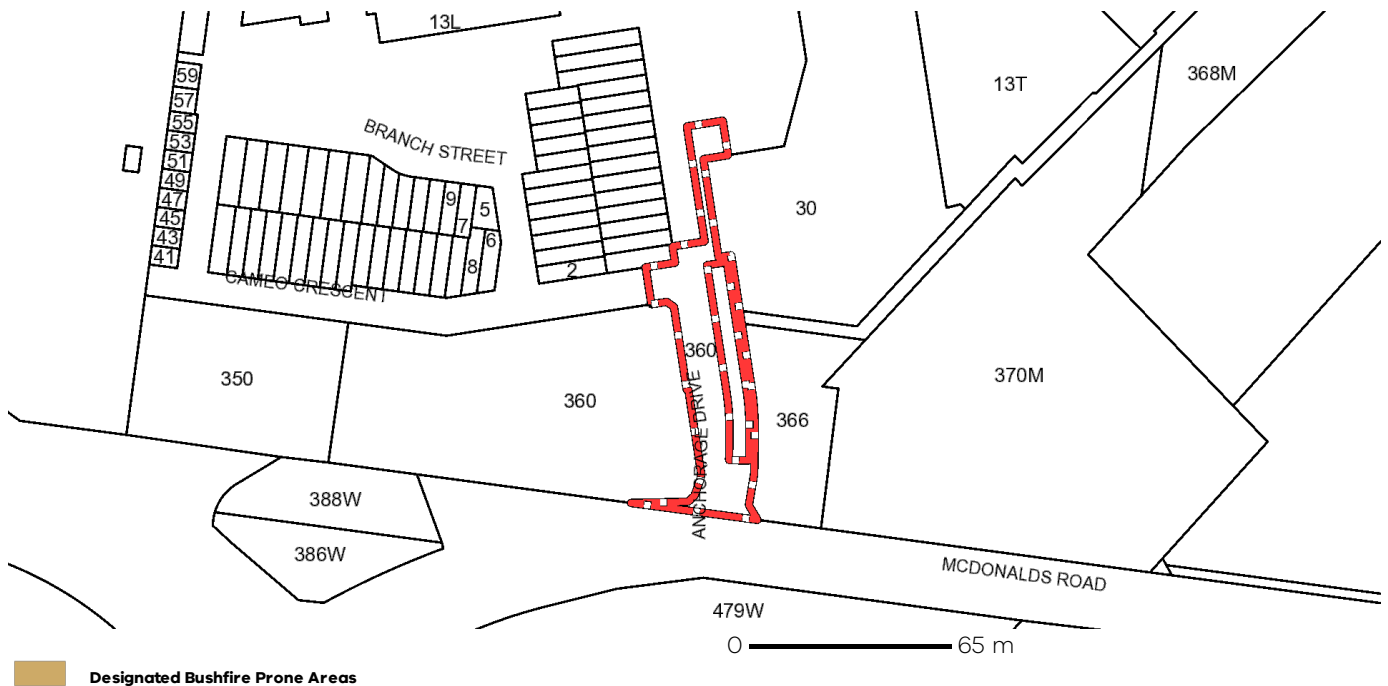 13L
59
57
55
53
51
49
47
45
43
41
BRANCH STREET
9
5
7
6
8
2
CAMEO CRESCENT
30
13T
368M
350
360
360
366
370M
ANCHORAGE DRIVE
388W
386W
MCDONALDS ROAD
479W
0 65 m
Designated Bushfire Prone Areas